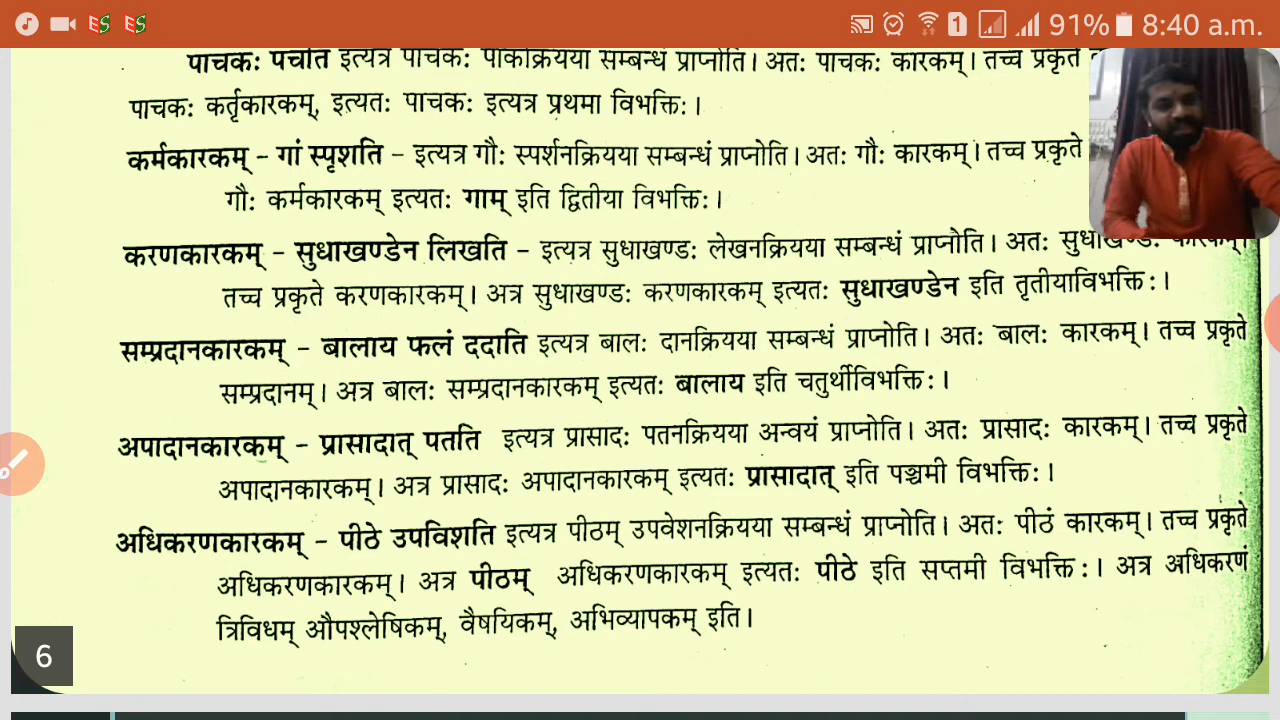 1 91% 8:40 a.m.
पाचकः पचति इत्यत्र पाचकः पाकक्रियया सम्बन्धं प्राप्नोति। अतः पाचकः कारकम्। तच्च प्रकृते
पाचकः कर्तृकारकम्, इत्यतः पाचकः इत्यत्र प्रथमा विभक्तिः।
कर्मकारकम् - गां स्पृशति - इत्यत्र गौः स्पर्शनक्रियया सम्बन्धं प्राप्नोति। अतः गौः कारकम्। तच्च प्रकृते
गौः कर्मकारकम् इत्यतः गाम् इति द्वितीया विभक्तिः।
करणकारकम् - सुधाखण्डेन लिखति - इत्यत्र सुधाखण्डः लेखनक्रियया सम्बन्धं प्राप्नोति। अतः सुधाखण्डः कारकम्।
तच्च प्रकृते करणकारकम्। अत्र सुधाखण्डः करणकारकम् इत्यतः सुधाखण्डेन इति तृतीयाविभक्तिः।
सम्प्रदानकारकम् - बालाय फलं ददाति इत्यत्र बालः दानक्रियया सम्बन्धं प्राप्नोति। अतः बालः कारकम्। तच्च प्रकृते
सम्प्रदानम्। अत्र बालः सम्प्रदानकारकम् इत्यतः बालाय इति चतुर्थीविभक्तिः।
अपादानकारकम् - प्रासादात् पतति इत्यत्र प्रासादः पतनक्रियया अन्वयं प्राप्नोति। अतः प्रासादः कारकम्। तच्च प्रकृते
अपादानकारकम्। अत्र प्रासादः अपादानकारकम् इत्यतः प्रासादात् इति पञ्चमी विभक्तिः।
अधिकरणकारकम् - पीठे उपविशति इत्यत्र पीठम् उपवेशनक्रियया सम्बन्धं प्राप्नोति। अतः पीठं कारकम्। तच्च प्रकृते
अधिकरणकारकम्। अत्र पीठम् अधिकरणकारकम् इत्यतः पीठे इति सप्तमी विभक्तिः। अत्र अधिकरणं
त्रिविधम् औपश्लेषिकम्, वैषयिकम्, अभिव्यापकम् इति।
6